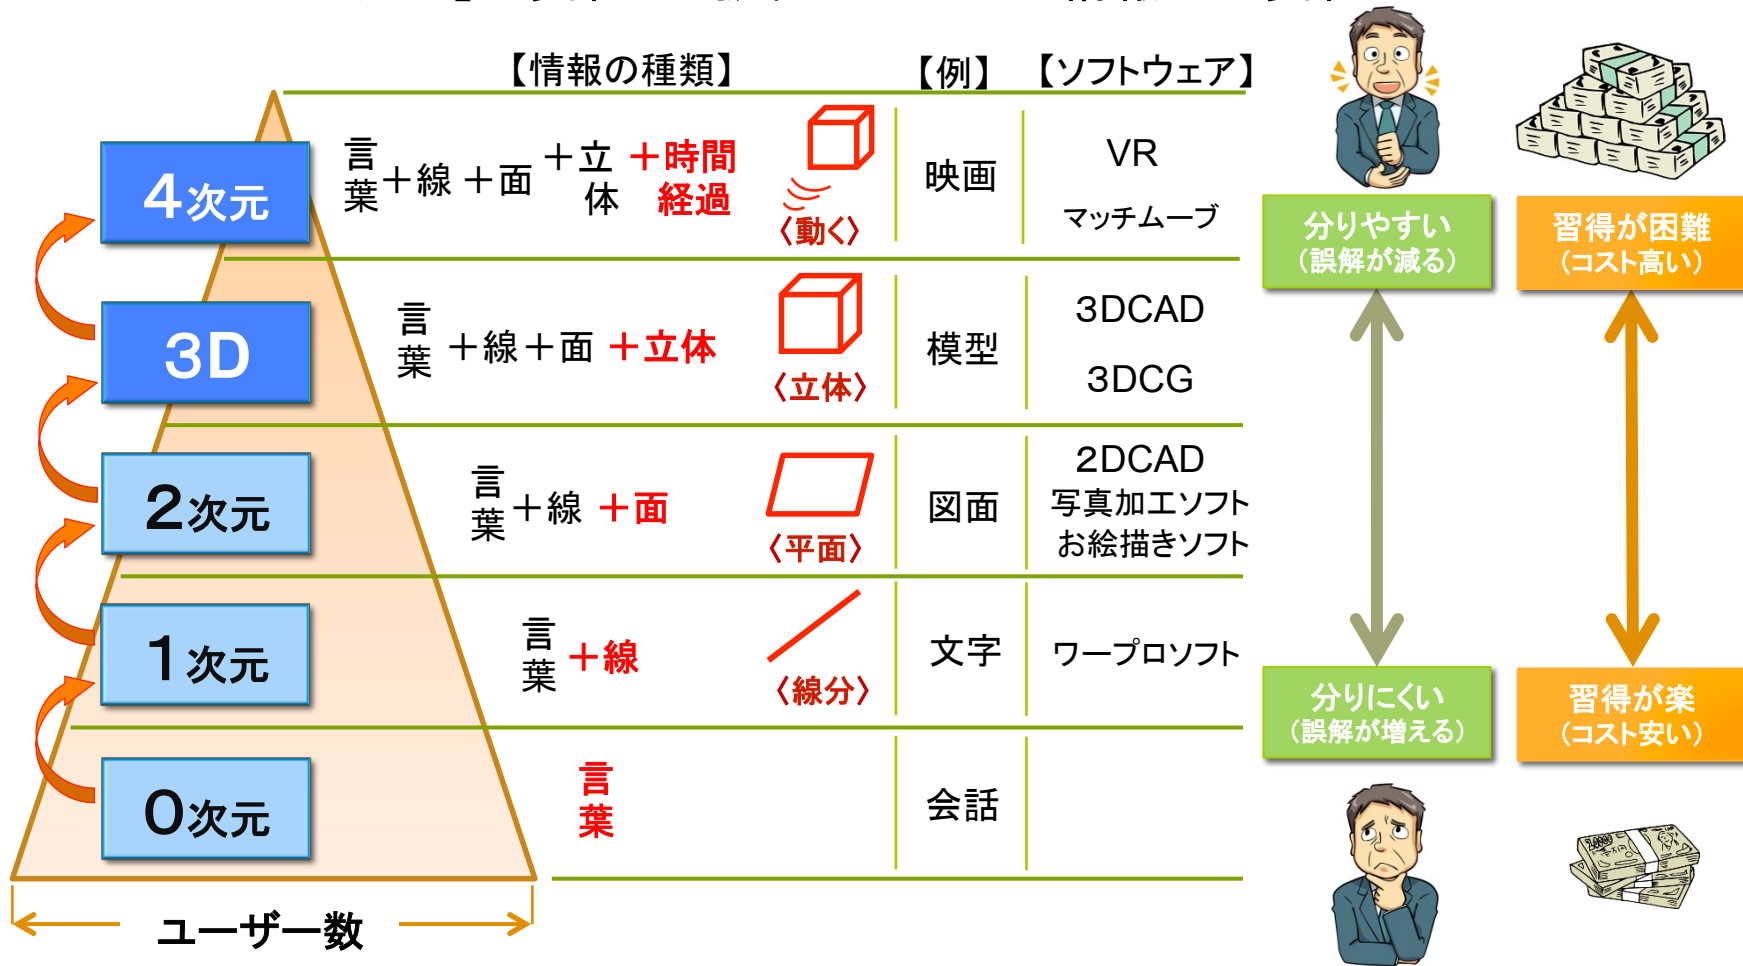 【情報の種類】 【例】 【ソフトウェア】
4次元
言葉+線+面+立体+時間経過
〈動く〉
映画
VR
マッチムーブ
3D
言葉+線+面+立体
〈立体〉
模型
3DCAD
3DCG
2次元
言葉+線+面
〈平面〉
図面
2DCAD
写真加工ソフト
お絵描きソフト
1次元
言葉+線
〈線分〉
文字
ワープロソフト
0次元
言葉
会話
ユーザー数
分りやすい
(誤解が減る)
習得が困難
(コスト高い)
分りにくい
(誤解が増える)
習得が楽
(コスト安い)